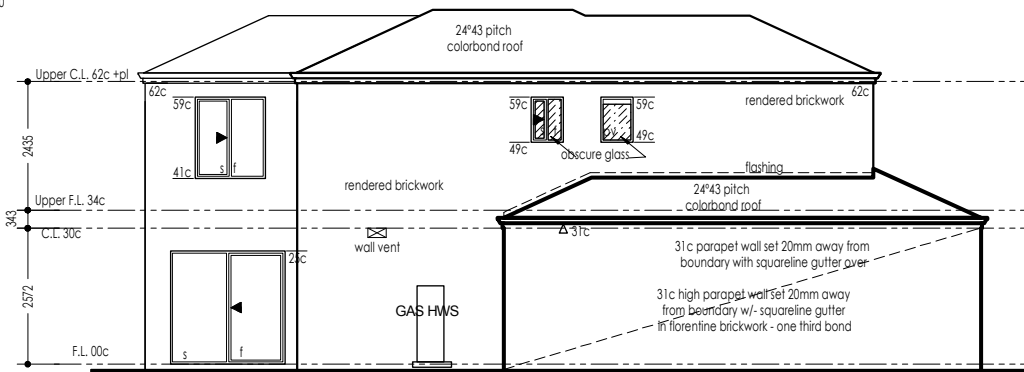 24°43 pitch
colorbond roof
Upper C.L. 62c +pl
62c
62c
59c
59c
59c
rendered brickwork
2435
s f
41c
49c
49c
obscure glass
flashing
rendered brickwork
24°43 pitch
colorbond roof
Upper F.L. 34c
343
C.L. 30c
31c
wall vent
25c
31c parapet wall set 20mm away from
boundary with squareline gutter over
2572
GAS HWS
31c high parapet wall set 20mm away
from boundary w/- squareline gutter
in florentine brickwork - one third bond
F.L. 00c
s f